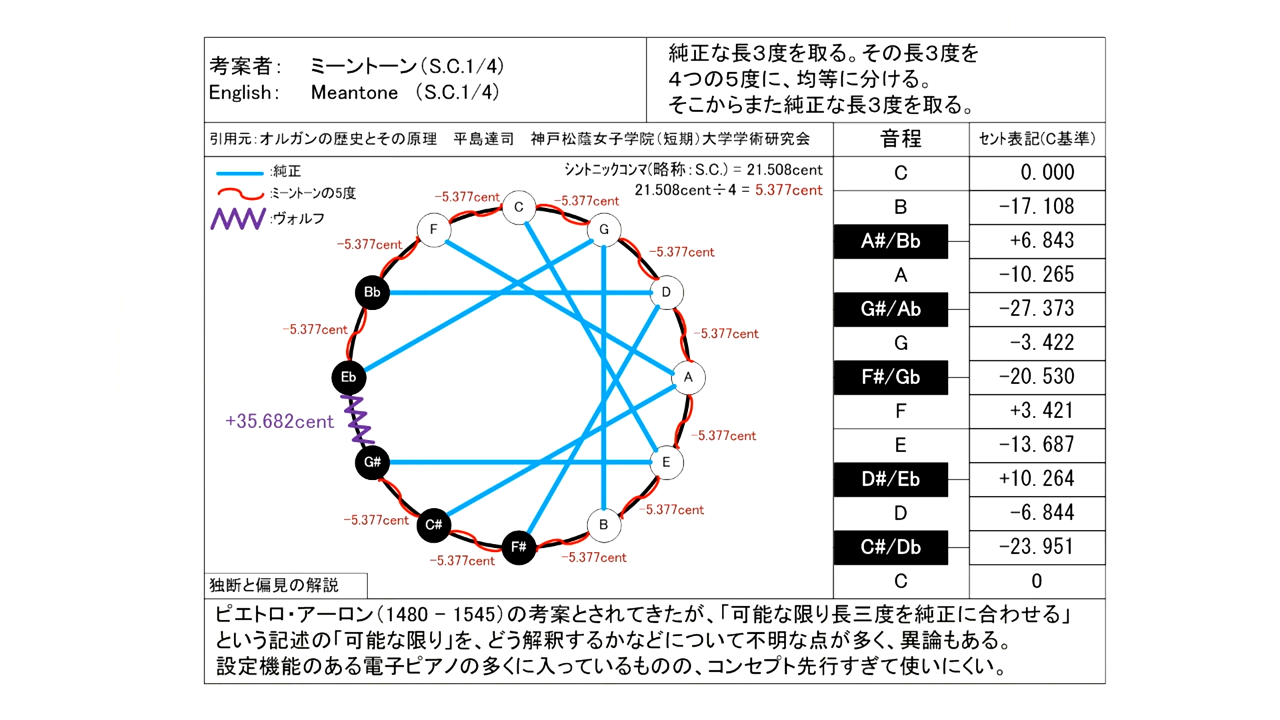 考案者： ミーントーン（S.C.1/4）
English： Meantone （S.C.1/4）
純正な長３度を取る。その長３度を
４つの５度に、均等に分ける。
そこからまた純正な長３度を取る。
引用元：オルガンの歴史とその原理 平島達司 神戸松蔭女子学院（短期）大学学術研究会
音程
セント表記（C基準）
:純正
:ミーントーンの5度
:ヴォルフ
シントニックコンマ(略称：S.C.) = 21.508cent
21.508cent÷4 = 5.377cent
C
G
D
A
E
B
F#
C#
G#
Eb
Bb
F
-5.377cent
-5.377cent
-5.377cent
-5.377cent
-5.377cent
-5.377cent
-5.377cent
-5.377cent
-5.377cent
+35.682cent
-5.377cent
-5.377cent
C 0.000
B -17.108
A#/Bb +6.843
A -10.265
G#/Ab -27.373
G -3.422
F#/Gb -20.530
F +3.421
E -13.687
D#/Eb +10.264
D -6.844
C#/Db -23.951
C 0
独断と偏見の解説
ピエトロ・アーロン（1480 - 1545）の考案とされてきたが、「可能な限り長三度を純正に合わせる」
という記述の「可能な限り」を、どう解釈するかなどについて不明な点が多く、異論もある。
設定機能のある電子ピアノの多くに入っているものの、コンセプト先行すぎて使いにくい。